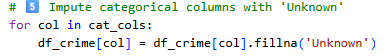 # 5️⃣ Impute categorical columns with 'Unknown'
for col in cat_cols:
    df_crime[col] = df_crime[col].fillna('Unknown')